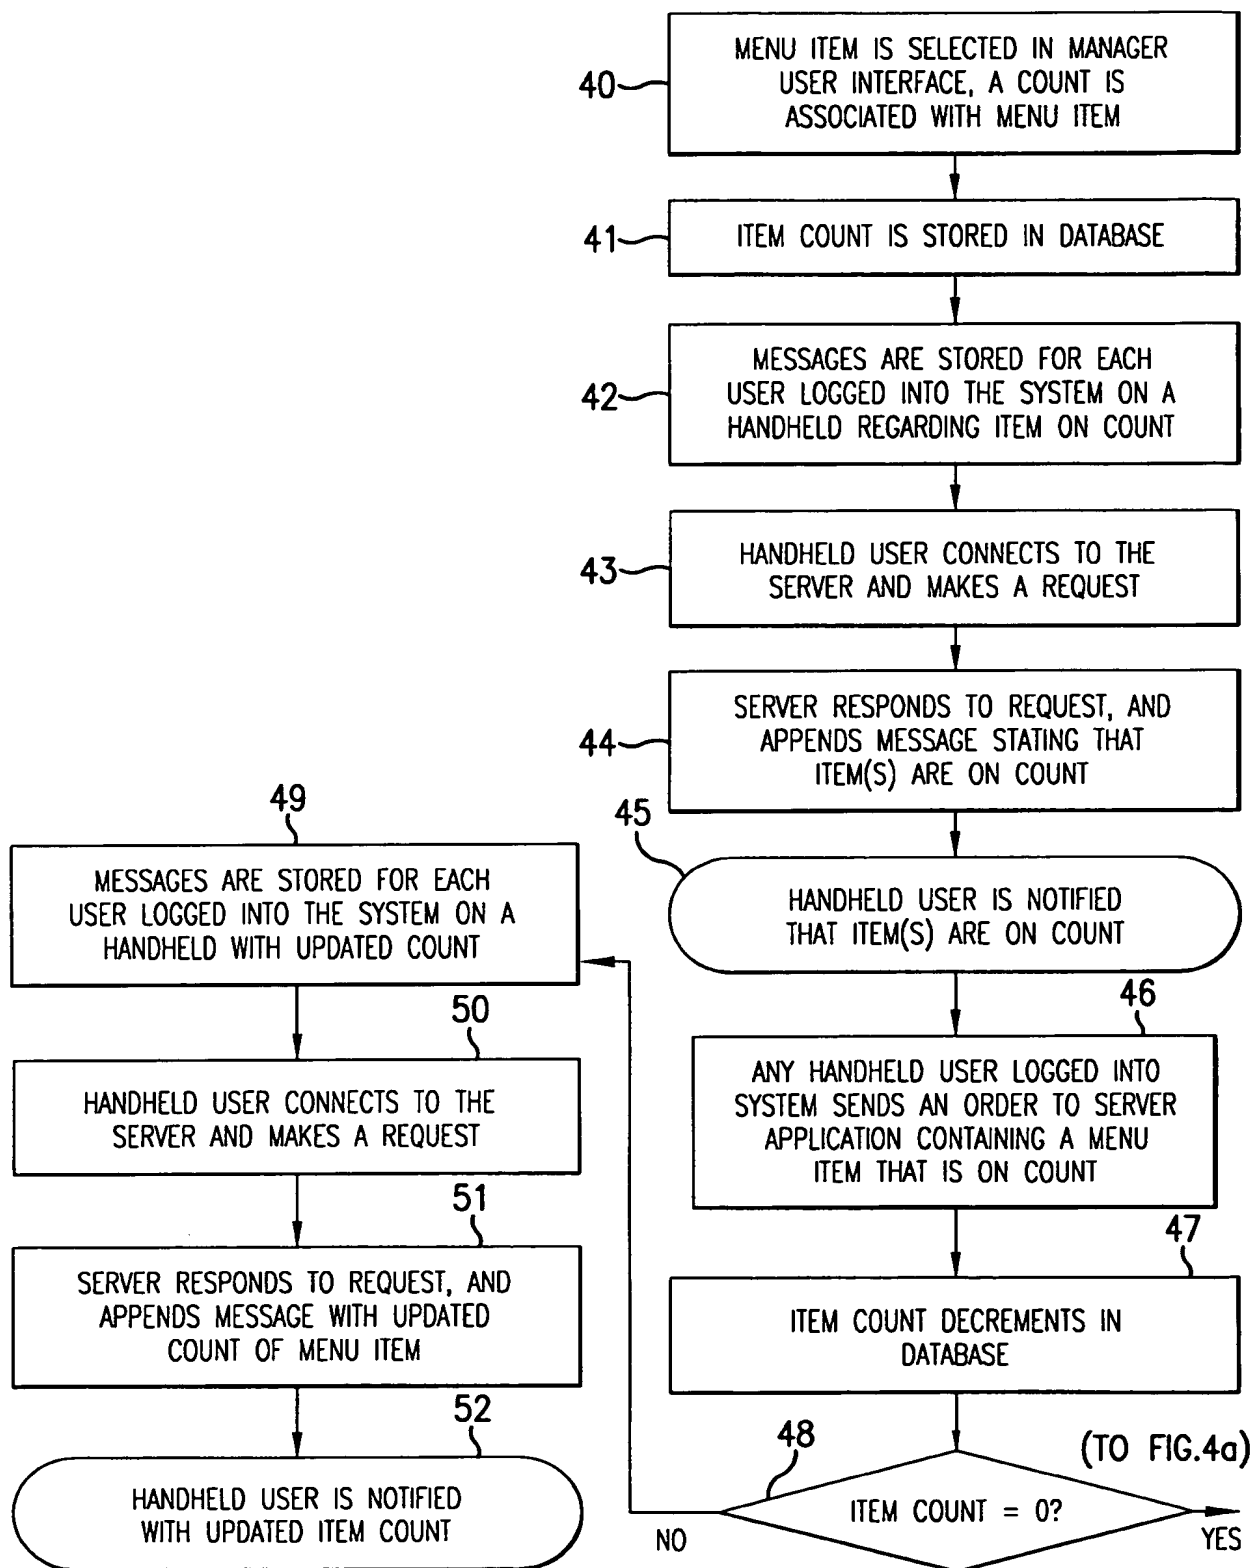 40
MENU ITEM IS SELECTED IN MANAGER
USER INTERFACE, A COUNT IS
ASSOCIATED WITH MENU ITEM
41
ITEM COUNT IS STORED IN DATABASE
42
MESSAGES ARE STORED FOR EACH
USER LOGGED INTO THE SYSTEM ON A
HANDHELD REGARDING ITEM ON COUNT
43
HANDHELD USER CONNECTS TO THE
SERVER AND MAKES A REQUEST
44
SERVER RESPONDS TO REQUEST, AND
APPENDS MESSAGE STATING THAT
ITEM(S) ARE ON COUNT
45
HANDHELD USER IS NOTIFIED
THAT ITEM(S) ARE ON COUNT
46
ANY HANDHELD USER LOGGED INTO
SYSTEM SENDS AN ORDER TO SERVER
APPLICATION CONTAINING A MENU
ITEM THAT IS ON COUNT
47
ITEM COUNT DECREMENTS IN
DATABASE
48
ITEM COUNT = 0?
(TO FIG.4a)
YES
NO
49
MESSAGES ARE STORED FOR EACH
USER LOGGED INTO THE SYSTEM ON A
HANDHELD WITH UPDATED COUNT
50
HANDHELD USER CONNECTS TO THE
SERVER AND MAKES A REQUEST
51
SERVER RESPONDS TO REQUEST, AND
APPENDS MESSAGE WITH UPDATED
COUNT OF MENU ITEM
52
HANDHELD USER IS NOTIFIED
WITH UPDATED ITEM COUNT